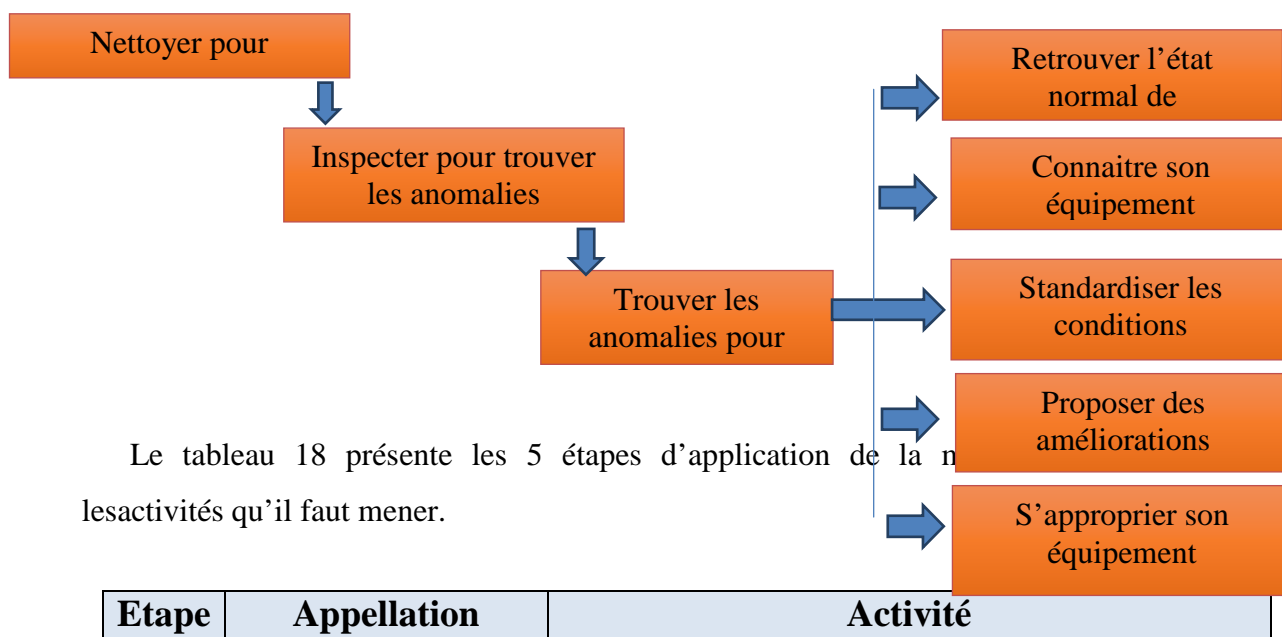 Nettoyer pour
Inspecter pour trouver
les anomalies
Trouver les
anomalies pour
Retrouver l’état
normal de
Connaitre son
équipement
Standardiser les
conditions
Proposer des
améliorations
S’approprier son
équipement
Le tableau 18 présente les 5 étapes d’application de la
lesactivités qu’il faut mener.
Etape Appellation Activité